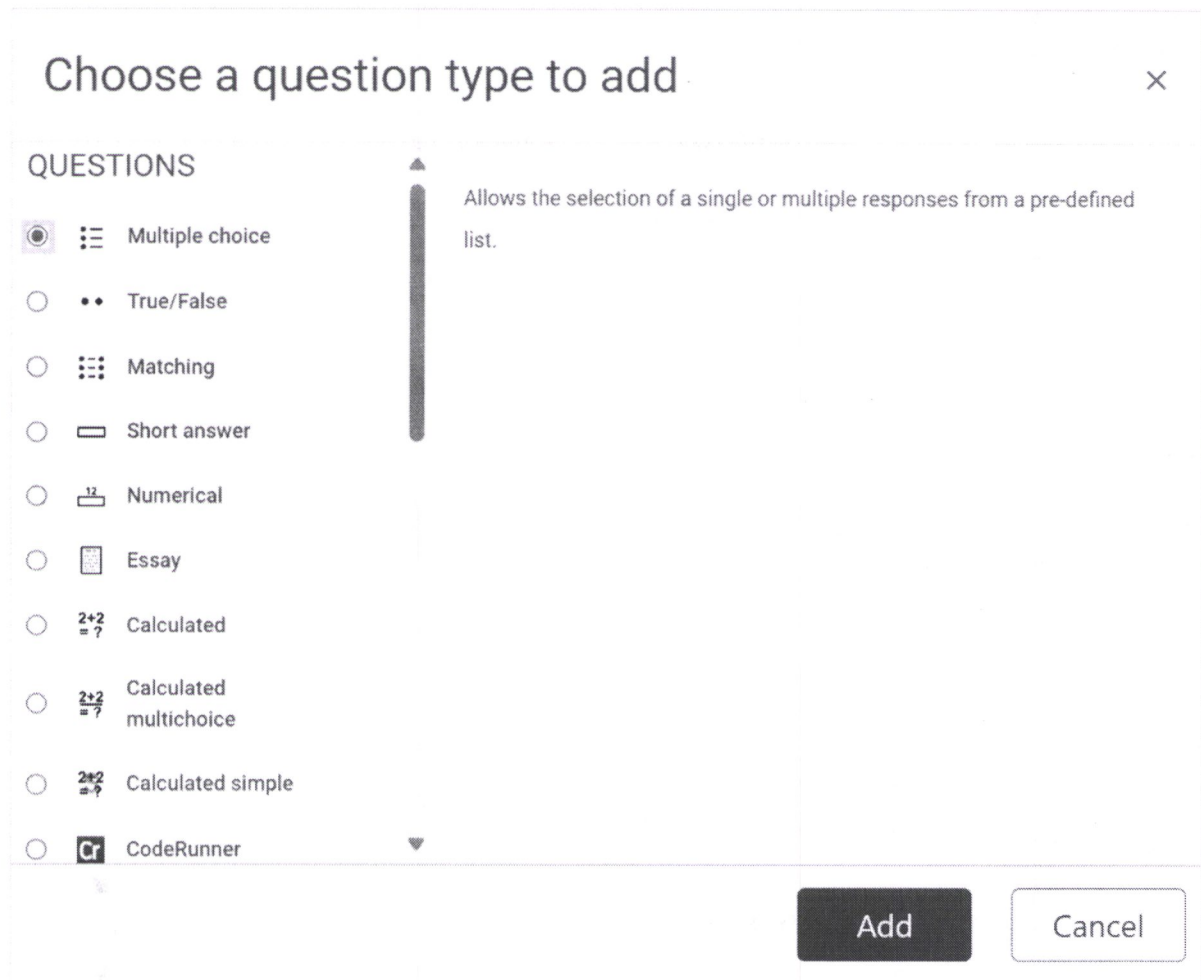 Choose a question type to add
×
QUESTIONS
Multiple choice
True/False
Matching
Short answer
12
Numerical
Essay
2+2
= ?
Calculated
2+2
= ?
Calculated
multichoice
2+2
= ?
Calculated simple
Cr
CodeRunner
Allows the selection of a single or multiple responses from a pre-defined
list.
Add
Cancel